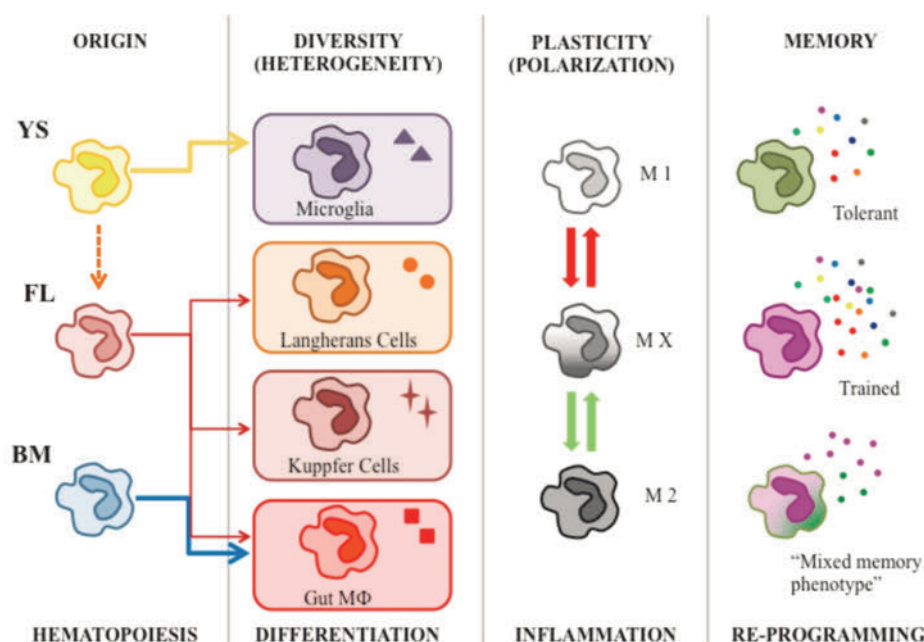 ORIGIN
DIVERSITY
(HETEROGENEITY)
PLASTICITY
(POLARIZATION)
MEMORY
YS
Microglia
M 1
Tolerant
FL
Langherans Cells
M X
Trained
BM
Kuppfer Cells
M 2
Gut MΦ
“Mixed memory
phenotype”
HEMATOPOIESIS
DIFFERENTIATION
INFLAMMATION
RE-PROGRAMMING